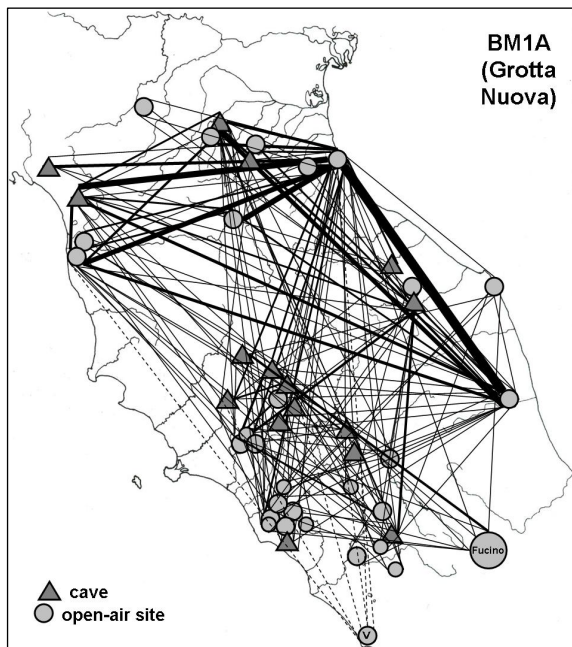 BM1A
(Grotta
Nuova)
Fucino
cave
open-air site
V